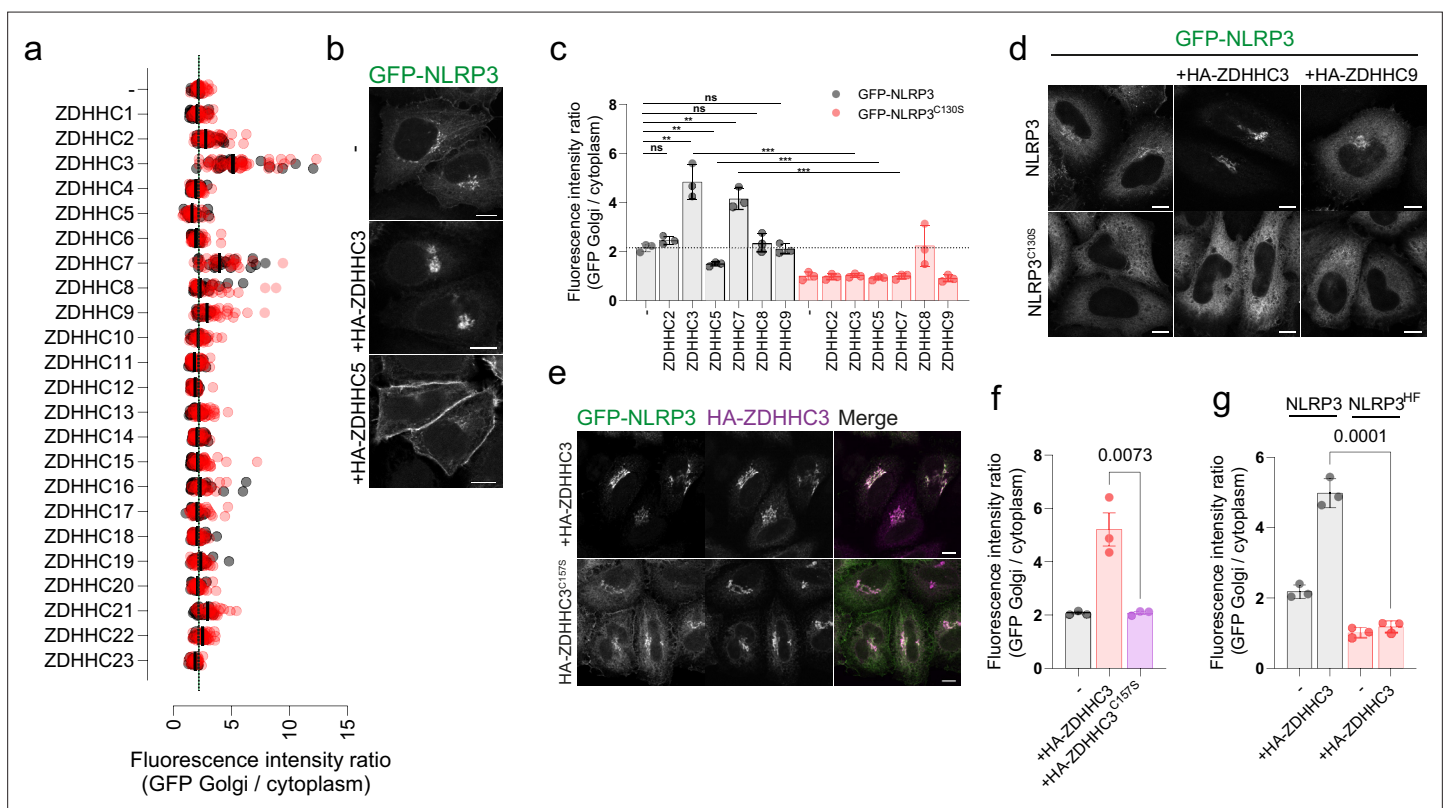 a
-
ZDHHC1
ZDHHC2
ZDHHC3
ZDHHC4
ZDHHC5
ZDHHC6
ZDHHC7
ZDHHC8
ZDHHC9
ZDHHC10
ZDHHC11
ZDHHC12
ZDHHC13
ZDHHC14
ZDHHC15
ZDHHC16
ZDHHC17
ZDHHC18
ZDHHC19
ZDHHC20
ZDHHC21
ZDHHC22
ZDHHC23
0
5
10
15
Fluorescence intensity ratio
(GFP Golgi / cytoplasm)
b
GFP-NLRP3
-
+HA-ZDHHC3
+HA-ZDHHC5
c
Fluorescence intensity ratio
(GFP Golgi / cytoplasm)
8
6
4
2
0
ns
ns
**
**
**
ns
***
***
***
GFP-NLRP3
GFP-NLRP3C130S
-
ZDHHC2
ZDHHC3
ZDHHC5
ZDHHC7
ZDHHC8
ZDHHC9
-
ZDHHC2
ZDHHC3
ZDHHC5
ZDHHC7
ZDHHC8
ZDHHC9
d
GFP-NLRP3
+HA-ZDHHC3
+HA-ZDHHC9
NLRP3
NLRP3C130S
e
GFP-NLRP3 HA-ZDHHC3 Merge
+HA-ZDHHC3
HA-ZDHHC3C157S
f
Fluorescence intensity ratio
(GFP Golgi / cytoplasm)
8
6
4
2
0
0.0073
-
+HA-ZDHHC3
+HA-ZDHHC3C157S
g
NLRP3 NLRP3HF
0.0001
Fluorescence intensity ratio
(GFP Golgi / cytoplasm)
6
4
2
0
-
+HA-ZDHHC3
-
+HA-ZDHHC3